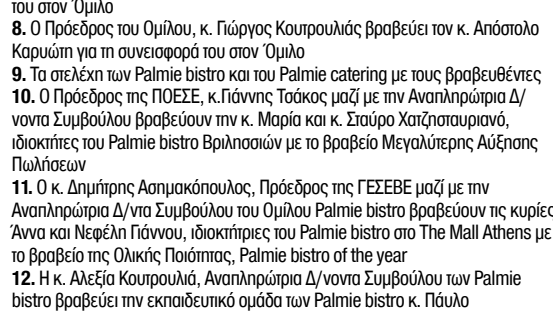 του στον Όμιλο
8. Ο Πρόεδρος του Ομίλου, κ. Γιώργος Κουτρουλιάς βραβεύει τον κ. Απόστολο
Καρυώτη για τη συνεισφορά του στον Όμιλο
9. Τα στελέχη των Palmie bistro και του Palmie catering με τους βραβευθέντες
10. Ο Πρόεδρος της ΠΟΕΣΕ, κ.Γιάννης Τσάκος μαζί με την Αναπληρώτρια Δ/
νοντα Συμβούλου βραβεύουν την κ. Μαρία και κ. Σταύρο Χατζησταυριανό,
ιδιοκτήτες του Palmie bistro Βριλησσιών με το βραβείο Μεγαλύτερης Αύξησης
Πωλήσεων
11. Ο κ. Δημήτρης Ασημακόπουλος, Πρόεδρος της ΓΕΣΕΒΕ μαζί με την
Αναπληρώτρια Δ/ντα Συμβούλου του Ομίλου Palmie bistro βραβεύουν τις κυρίες
Άννα και Νεφέλη Γιάννου, ιδιοκτήτριες του Palmie bistro στο The Mall Athens με
το βραβείο της Ολικής Ποιότητας, Palmie bistro of the year
12. Η κ. Αλεξία Κουτρουλιά, Αναπληρώτρια Δ/νοντα Συμβούλου των Palmie
bistro βραβεύει την εκπαιδευτικό ομάδα των Palmie bistro κ. Πάυλο